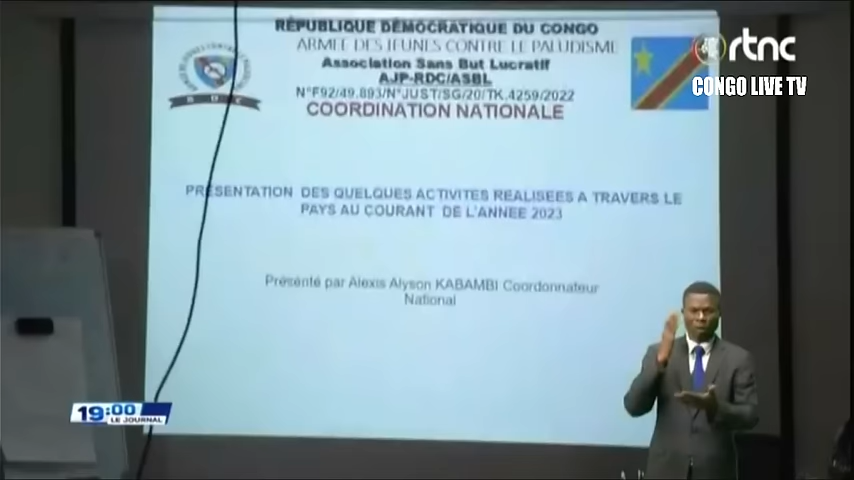 RÉPUBLIQUE DÉMOCRATIQUE DU CONGO
ARMÉE DES JEUNES CONTRE LE PALUDISME
Association Sans But Lucratif
AJP-RDC/ASBL
N°F92/49.893/N°JUST/SG/20/TK.4259/2022
COORDINATION NATIONALE
rtnc
CONGO LIVE TV
PRÉSENTATION DES QUELQUES ACTIVITES REALISEES A TRAVERS LE
PAYS AU COURANT DE L'ANNEE 2023
Présenté par Alexis Alyson KABAMBI Coordonnateur
National
19:00
LE JOURNAL